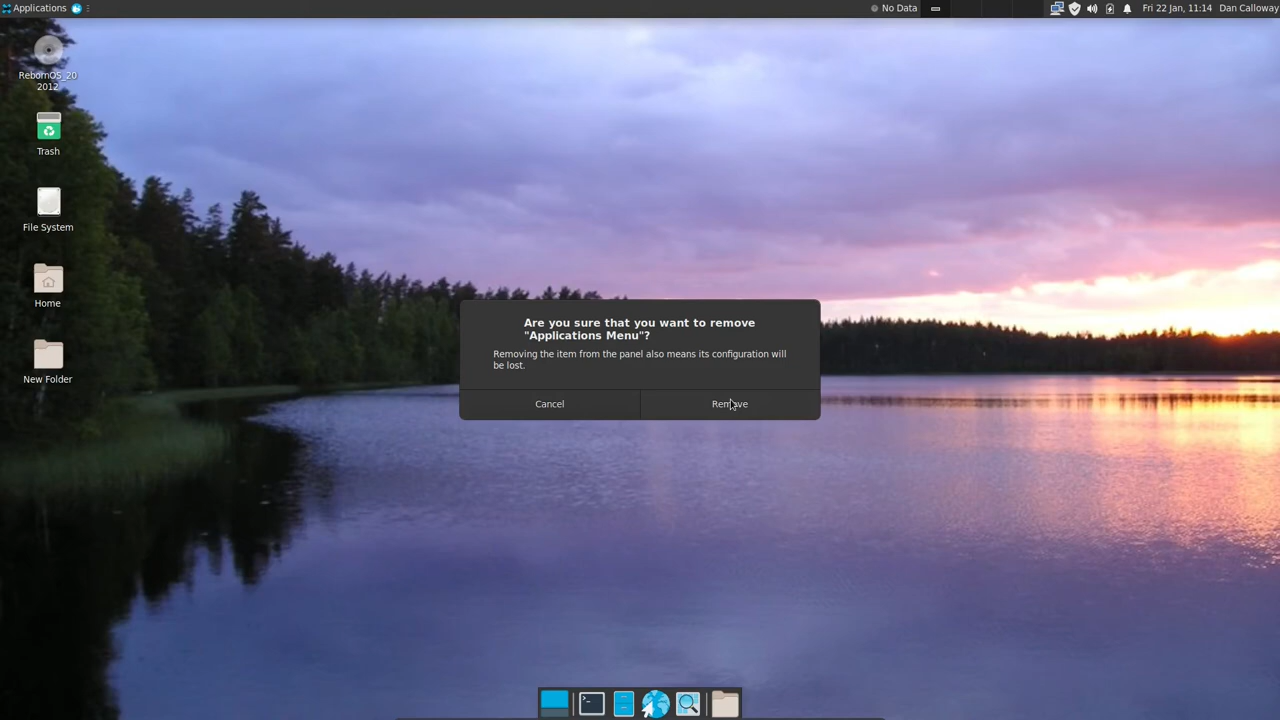 Applications
No Data
Fri 22 Jan, 11:14 Dan Calloway
RebornOS_20
2012
Trash
File System
Home
New Folder
Are you sure that you want to remove
"Applications Menu"?
Removing the item from the panel also means its configuration will
be lost.
Cancel
Remove